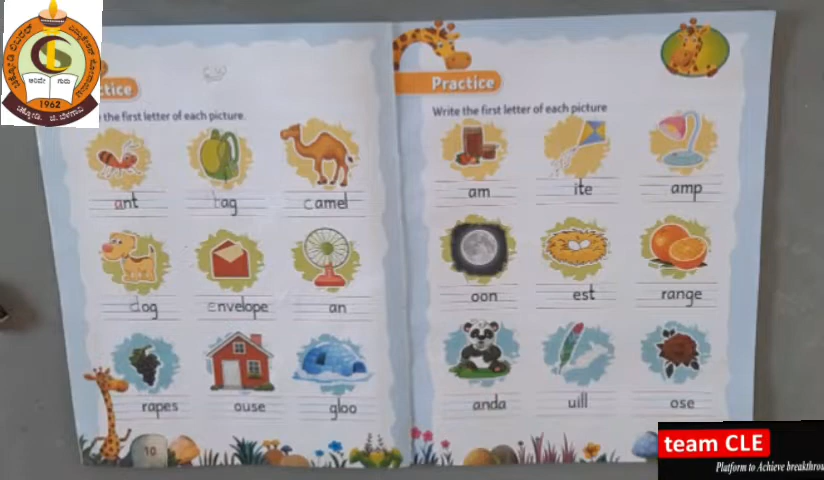 ctice
the first letter of each picture.
ant bag camel
dog envelope an
rapes ouse gloo
10
Practice
Write the first letter of each picture
am ite amp
oon est range
anda uill ose
1962
team CLE
Platform to Achieve breakthrou